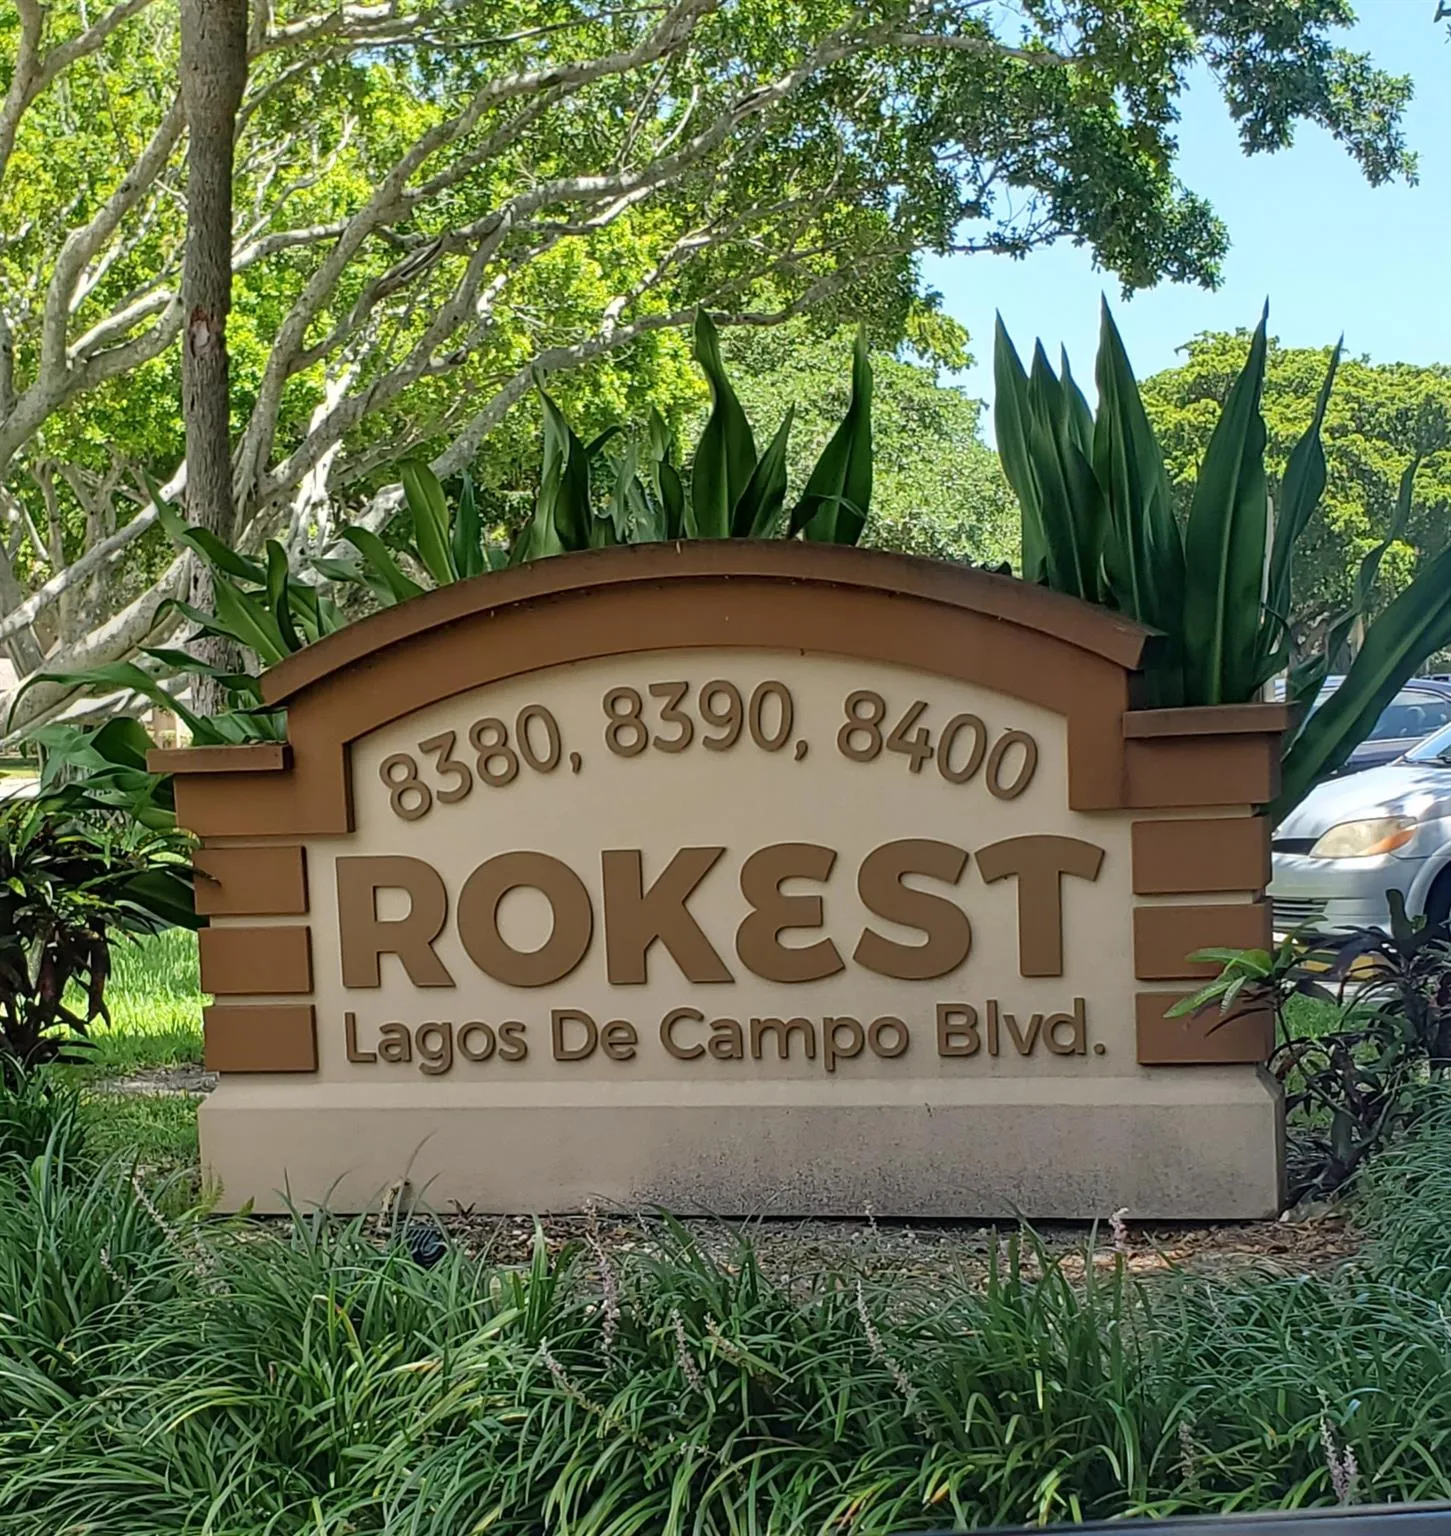 8380, 8390, 8400
ROKEST
Lagos De Campo Blvd.